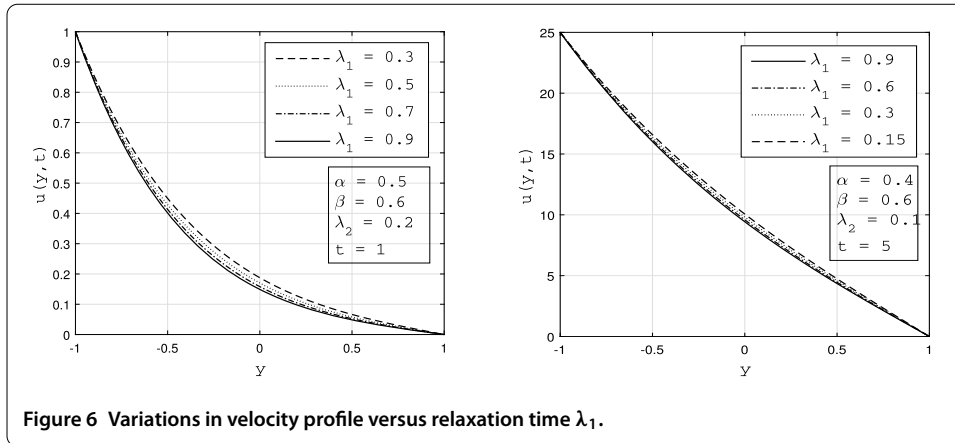 1
0.9
0.8
0.7
0.6
0.5
0.4
0.3
0.2
0.1
0
u(y,t)
-1 -0.5 0 0.5 1
y
λ1 = 0.3
λ1 = 0.5
λ1 = 0.7
λ1 = 0.9
α = 0.5
β = 0.6
λ2 = 0.2
t = 1
25
20
15
10
5
0
u(y,t)
-1 -0.5 0 0.5 1
y
λ1 = 0.9
λ1 = 0.6
λ1 = 0.3
λ1 = 0.15
α = 0.4
β = 0.6
λ2 = 0.1
t = 5
Figure 6 Variations in velocity profile versus relaxation time λ1.